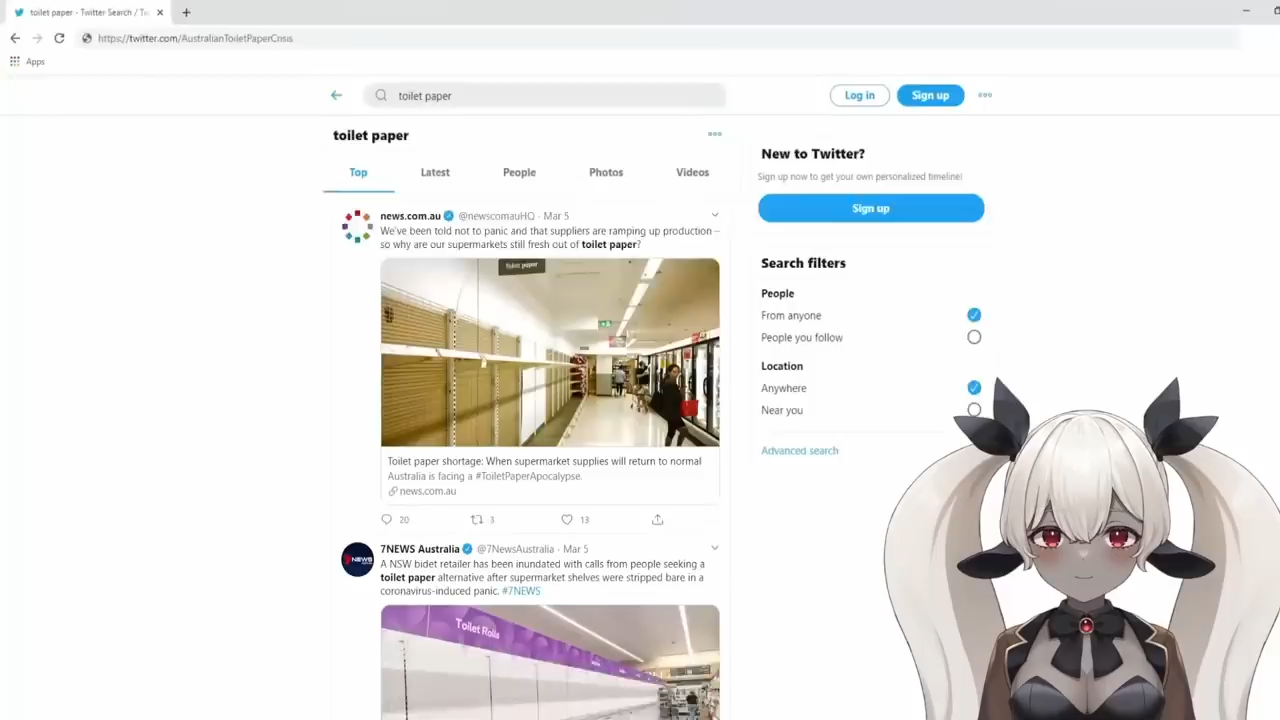 toilet paper - Twitter Search / Tw
https://twitter.com/AustralianToiletPaperCrisis
Apps
toilet paper
Log in
Sign up
toilet paper
Top
Latest
People
Photos
Videos
news.com.au @newscomauHQ · Mar 5
We've been told not to panic and that suppliers are ramping up production –
so why are our supermarkets still fresh out of toilet paper?
Toilet paper
Toilet paper shortage: When supermarket supplies will return to normal
Australia is facing a #ToiletPaperApocalypse.
news.com.au
20
3
13
7NEWS
7NEWS Australia @7NewsAustralia · Mar 5
A NSW bidet retailer has been inundated with calls from people seeking a
toilet paper alternative after supermarket shelves were stripped bare in a
coronavirus-induced panic. #7NEWS
Toilet Rolls
New to Twitter?
Sign up now to get your own personalized timeline!
Sign up
Search filters
People
From anyone
People you follow
Location
Anywhere
Near you
Advanced search